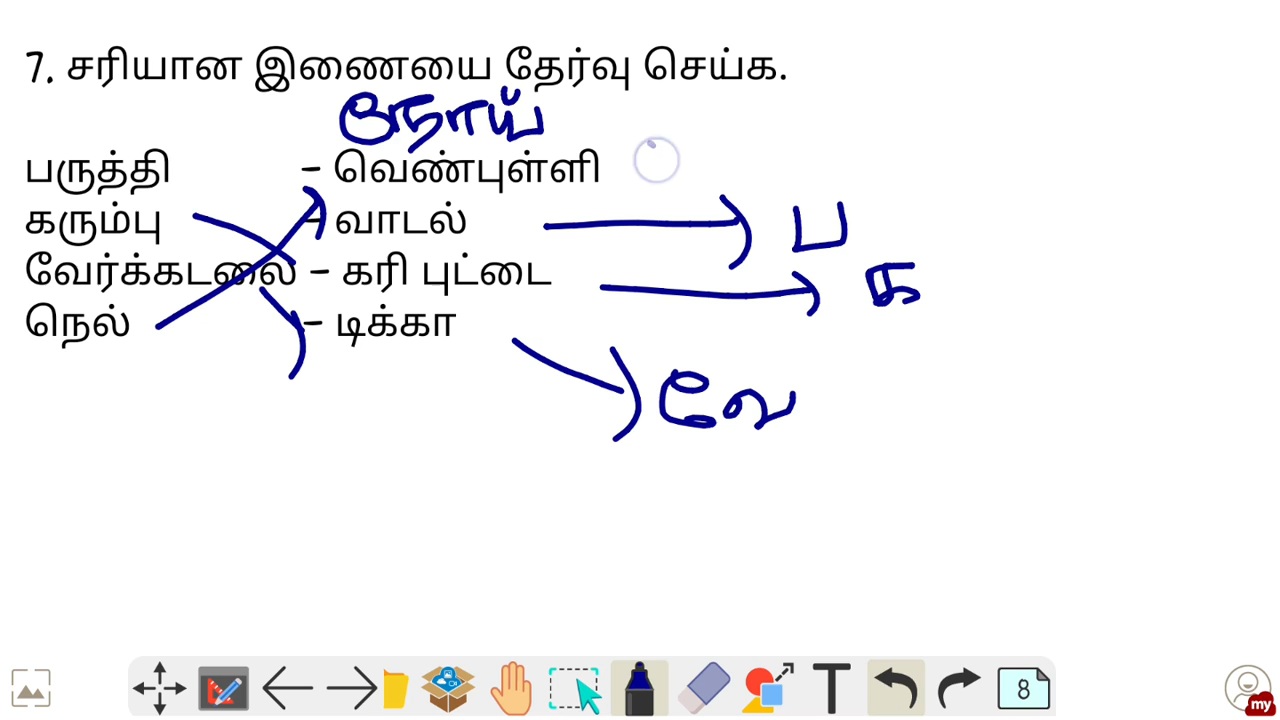 7. சரியான இணையை தேர்வு செய்க.
நோய்
பருத்தி - வெண்புள்ளி
கரும்பு - வாடல் ப
வேர்க்கடலை - கரி புட்டை க
நெல் - டிக்கா
வே
T 8
my